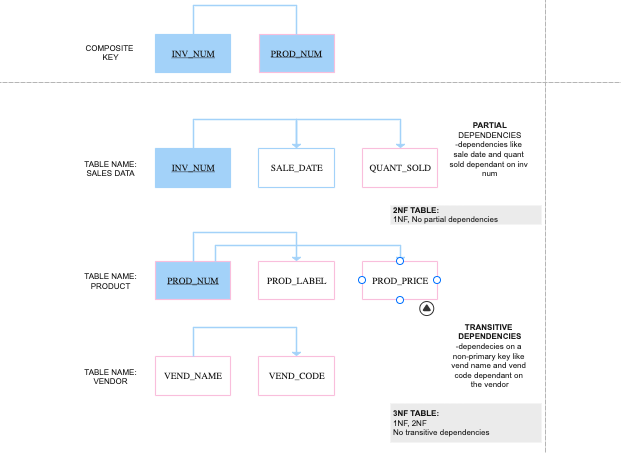 COMPOSITE
KEY
INV_NUM
PROD_NUM
TABLE NAME:
SALES DATA
INV_NUM
SALE_DATE
QUANT_SOLD
PARTIAL
DEPENDENCIES
-dependencies like
sale date and quant
sold dependant on inv
num
2NF TABLE:
1NF, No partial dependencies
TABLE NAME:
PRODUCT
PROD_NUM
PROD_LABEL
PROD_PRICE
TRANSITIVE
DEPENDENCIES
-dependecies on a
non-primary key like
vend name and vend
code dependant on
the vendor
TABLE NAME:
VENDOR
VEND_NAME
VEND_CODE
3NF TABLE:
1NF, 2NF
No transitive dependencies